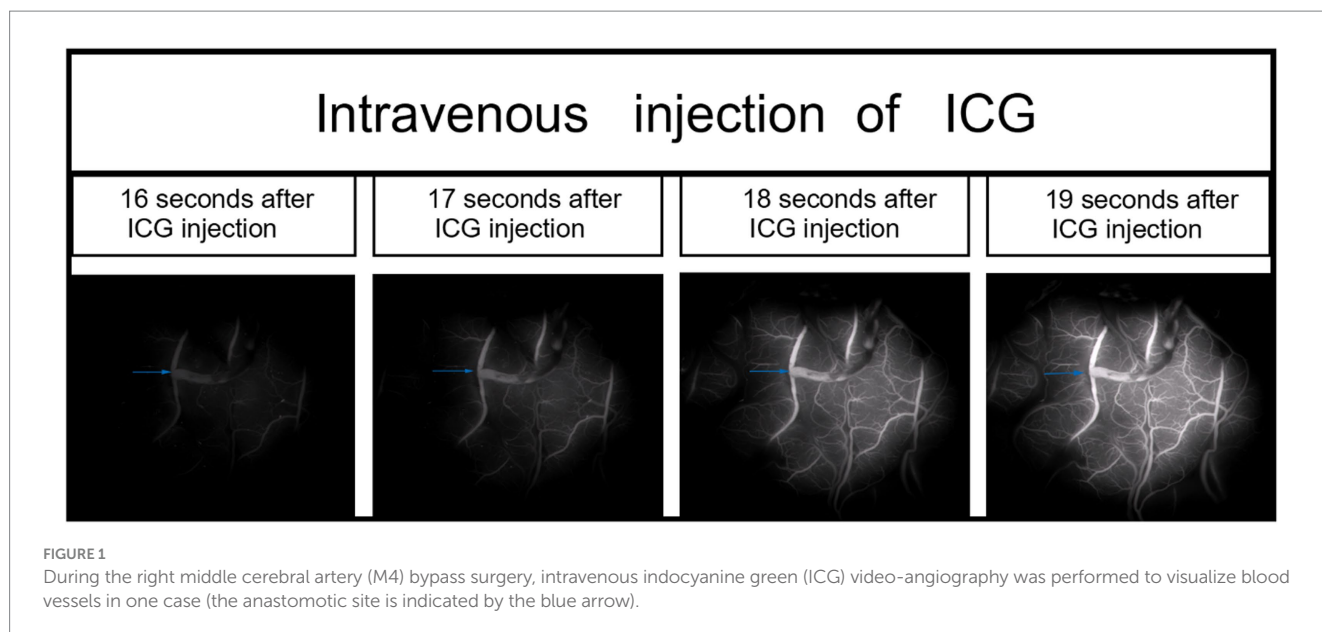 Intravenous injection of ICG
16 seconds after
ICG injection
17 seconds after
ICG injection
18 seconds after
ICG injection
19 seconds after
ICG injection
FIGURE 1
During the right middle cerebral artery (M4) bypass surgery, intravenous indocyanine green (ICG) video-angiography was performed to visualize blood
vessels in one case (the anastomotic site is indicated by the blue arrow).